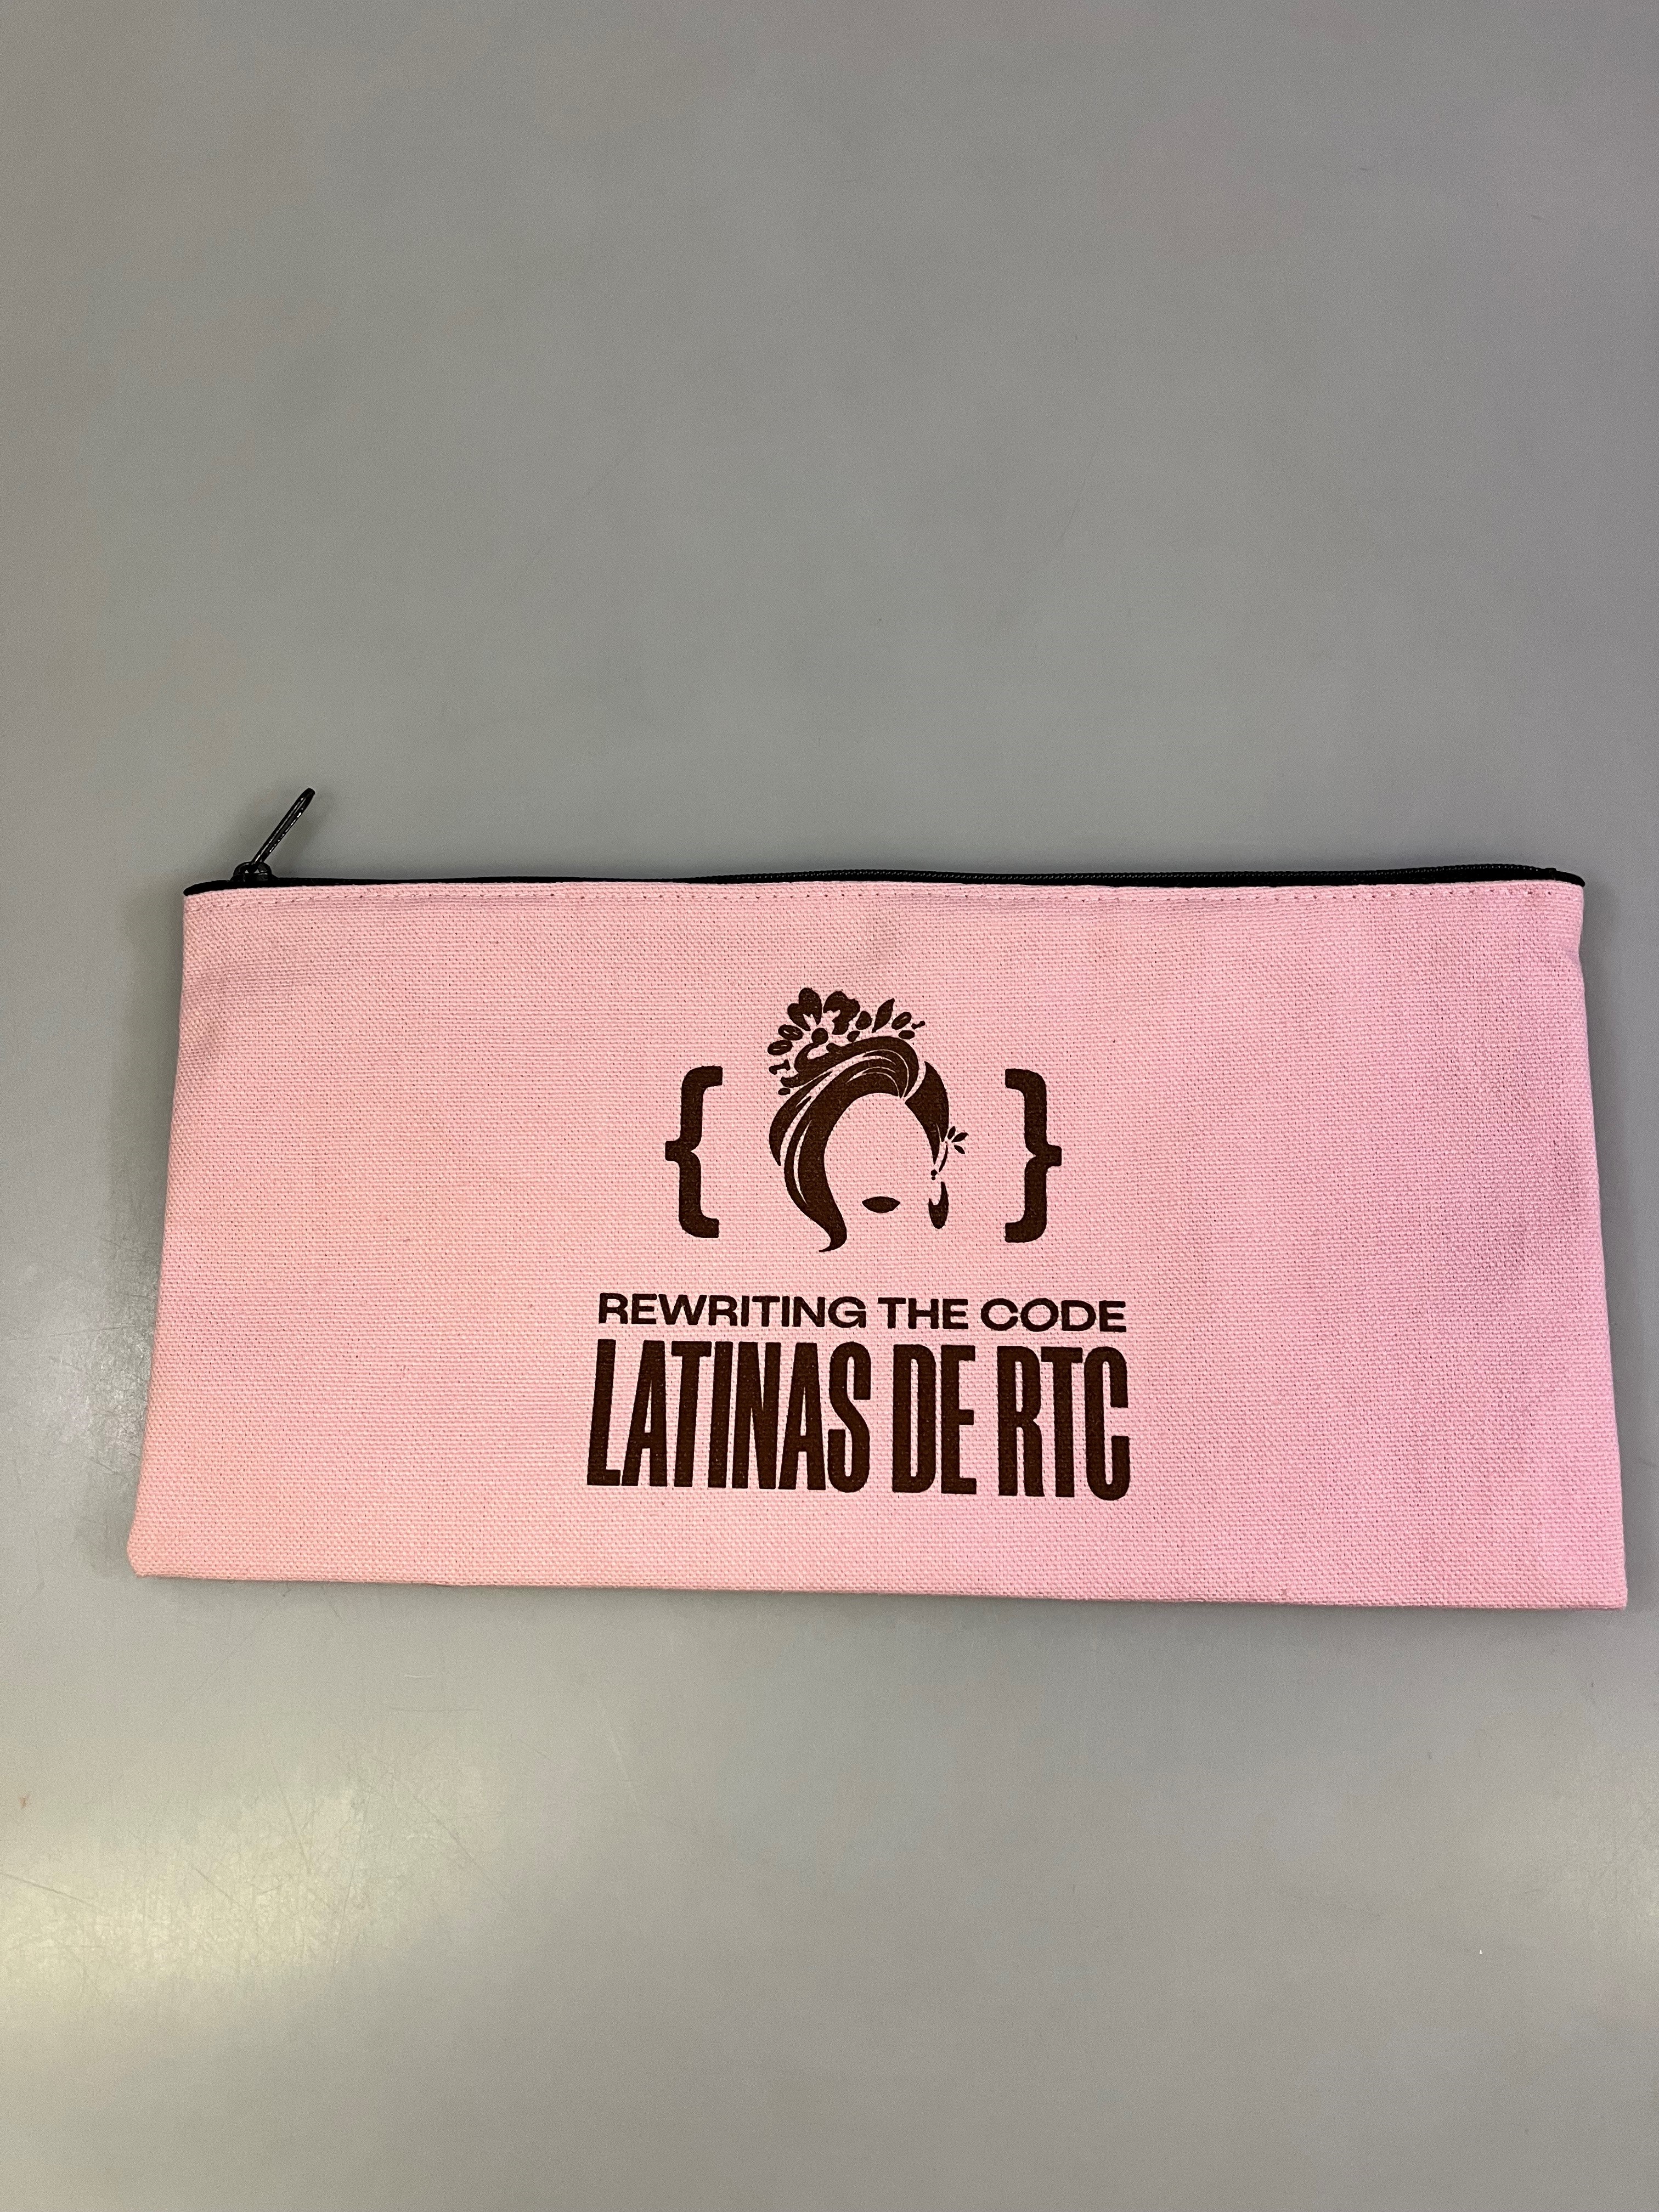 { }
REWRITING THE CODE
LATINAS DE RTC